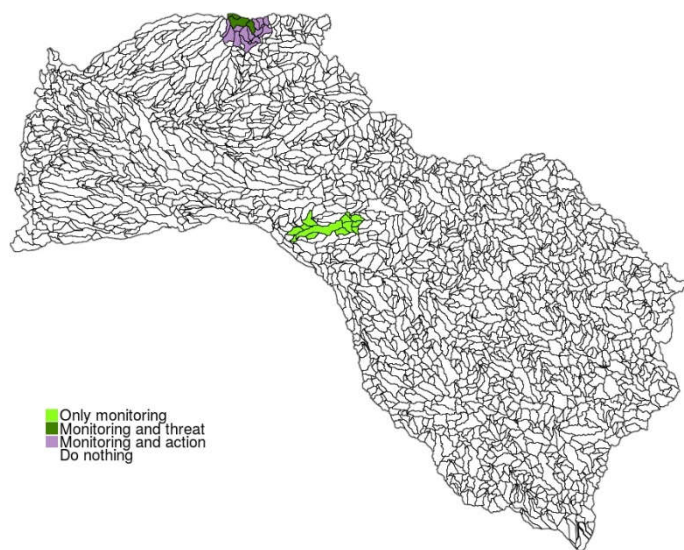 Only monitoring
Monitoring and threat
Monitoring and action
Do nothing